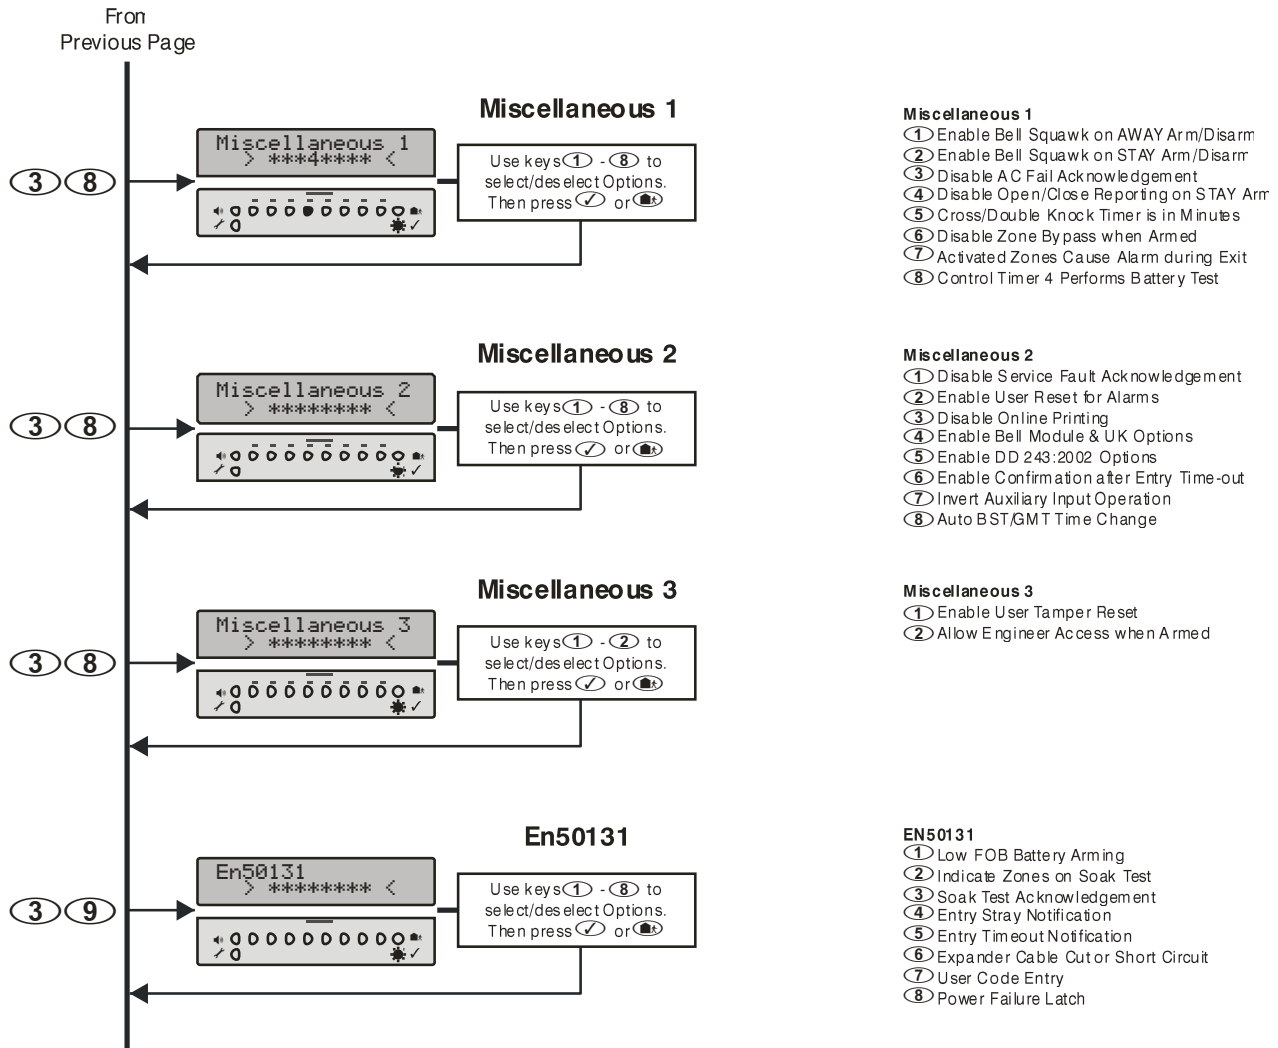 From
Previous Page
Miscellaneous 1
3 8
Miscellaneous 1
> ***4**** <
Use keys 1 - 8 to
select/deselect Options.
Then press ✓ or
Miscellaneous 1
1 Enable Bell Squawk on AWAY Arm/Disarm
2 Enable Bell Squawk on STAY Arm/Disarm
3 Disable AC Fail Acknowledgement
4 Disable Open/Close Reporting on STAY Arm
5 Cross/Double Knock Timer is in Minutes
6 Disable Zone Bypass when Armed
7 Activated Zones Cause Alarm during Exit
8 Control Timer 4 Performs Battery Test
Miscellaneous 2
3 8
Miscellaneous 2
> ******** <
Use keys 1 - 8 to
select/deselect Options.
Then press ✓ or
Miscellaneous 2
1 Disable Service Fault Acknowledgement
2 Enable User Reset for Alarms
3 Disable Online Printing
4 Enable Bell Module & UK Options
5 Enable DD 243:2002 Options
6 Enable Confirmation after Entry Time-out
7 Invert Auxiliary Input Operation
8 Auto BST/GMT Time Change
Miscellaneous 3
3 8
Miscellaneous 3
> ******** <
Use keys 1 - 2 to
select/deselect Options.
Then press ✓ or
Miscellaneous 3
1 Enable User Tamper Reset
2 Allow Engineer Access when Armed
En50131
3 9
En50131
> ******** <
Use keys 1 - 8 to
select/deselect Options.
Then press ✓ or
EN50131
1 Low FOB Battery Arming
2 Indicate Zones on Soak Test
3 Soak Test Acknowledgement
4 Entry Stray Notification
5 Entry Timeout Notification
6 Expander Cable Cut or Short Circuit
7 User Code Entry
8 Power Failure Latch